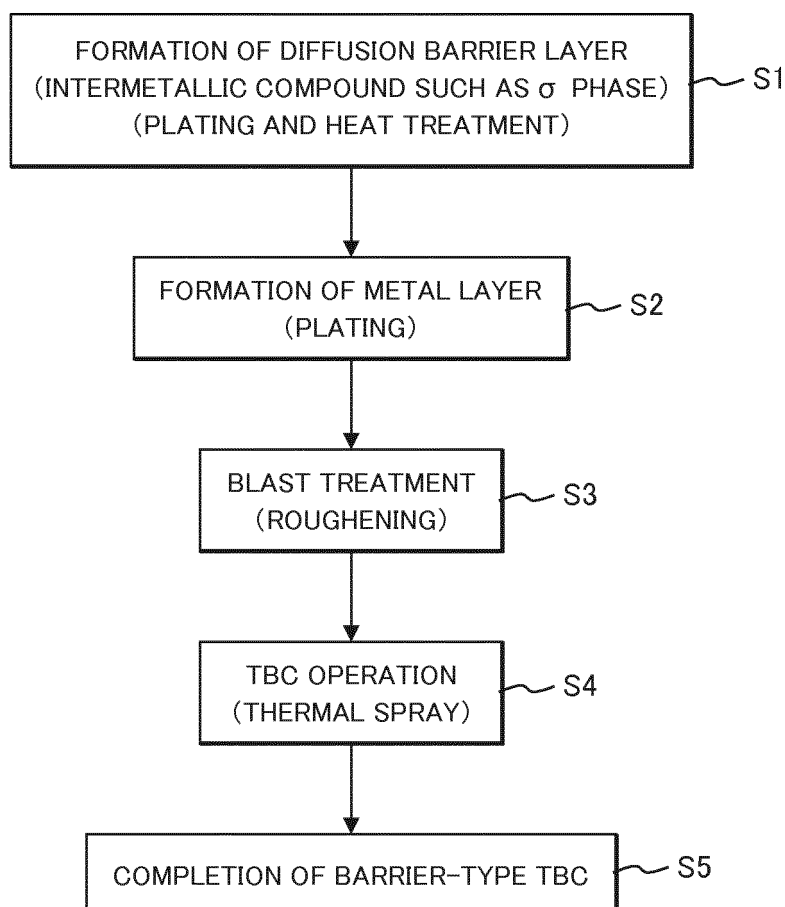 FORMATION OF DIFFUSION BARRIER LAYER
(INTERMETALLIC COMPOUND SUCH AS σ PHASE)
(PLATING AND HEAT TREATMENT)
S1
FORMATION OF METAL LAYER
(PLATING)
S2
BLAST TREATMENT
(ROUGHENING)
S3
TBC OPERATION
(THERMAL SPRAY)
S4
COMPLETION OF BARRIER-TYPE TBC
S5